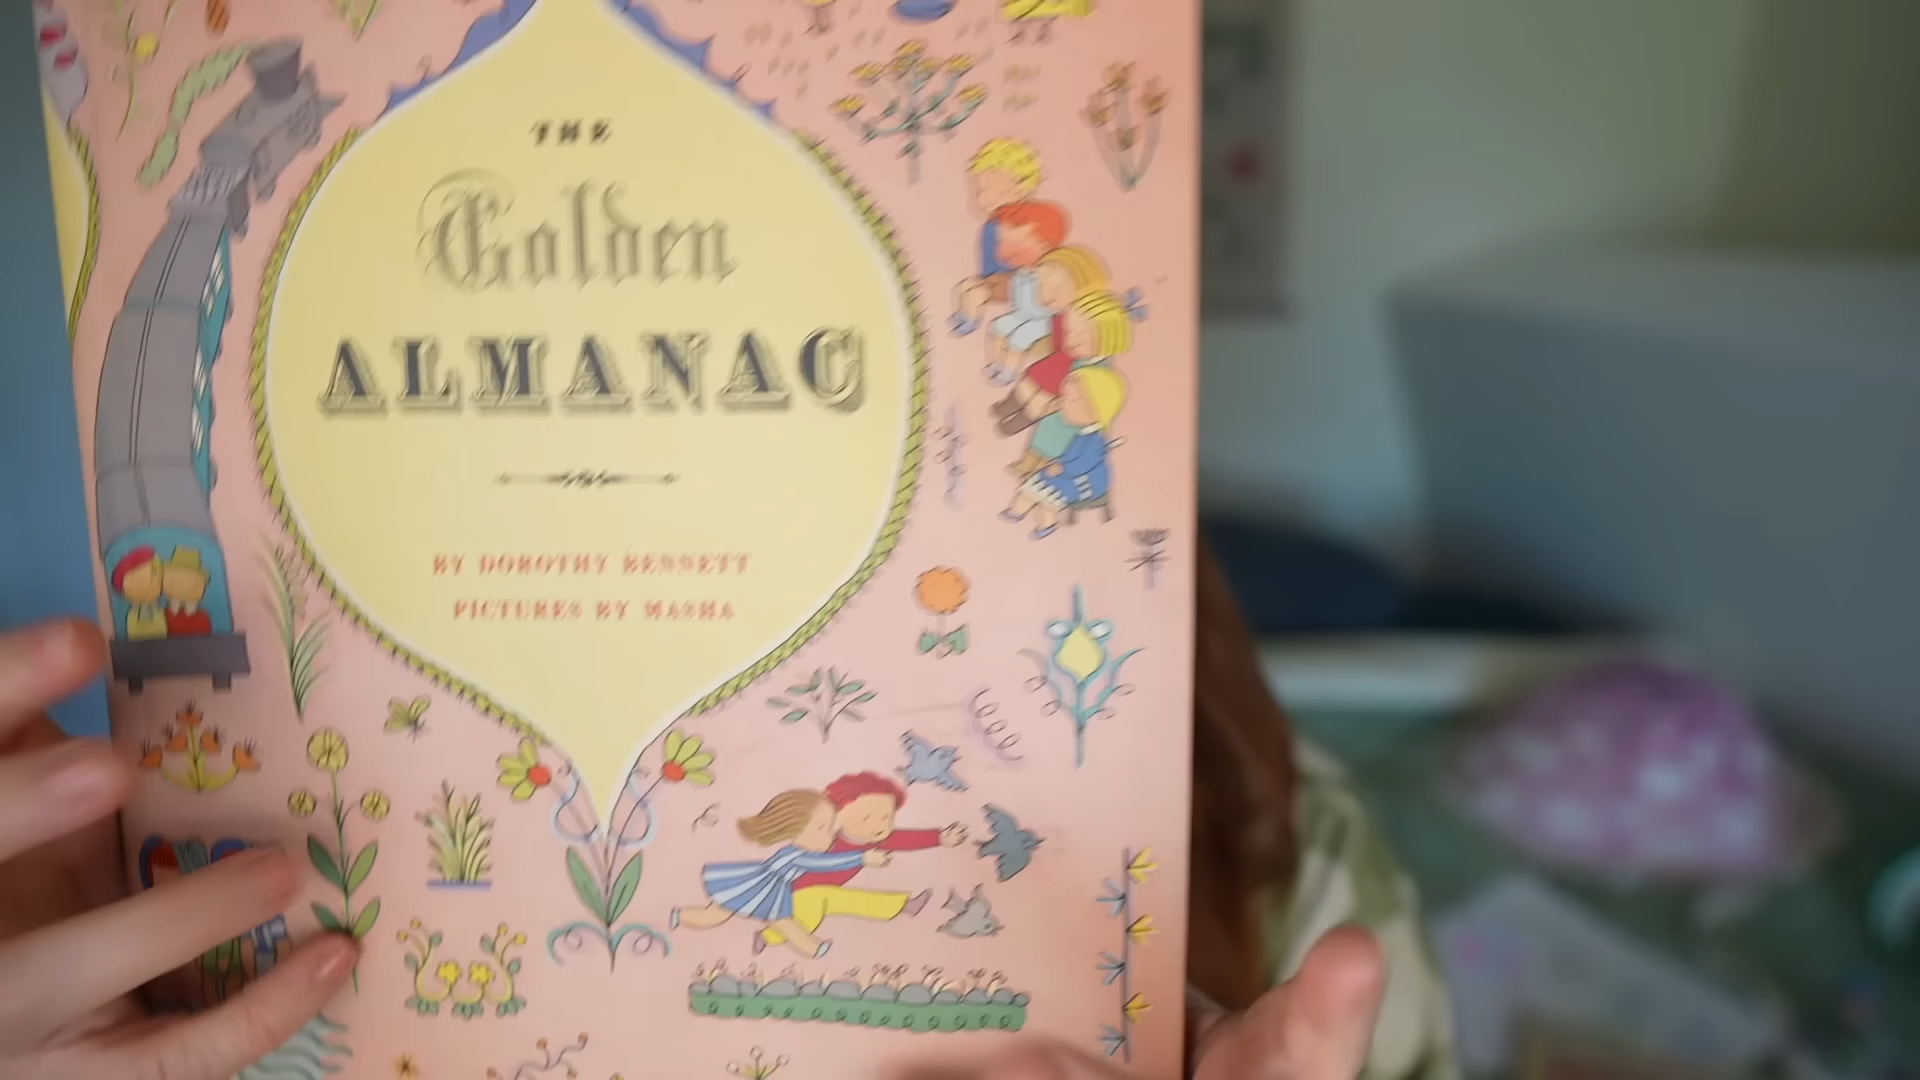 THE
Golden
ALMANAC
BY DOROTHY BENNETT
PICTURES BY MASHA